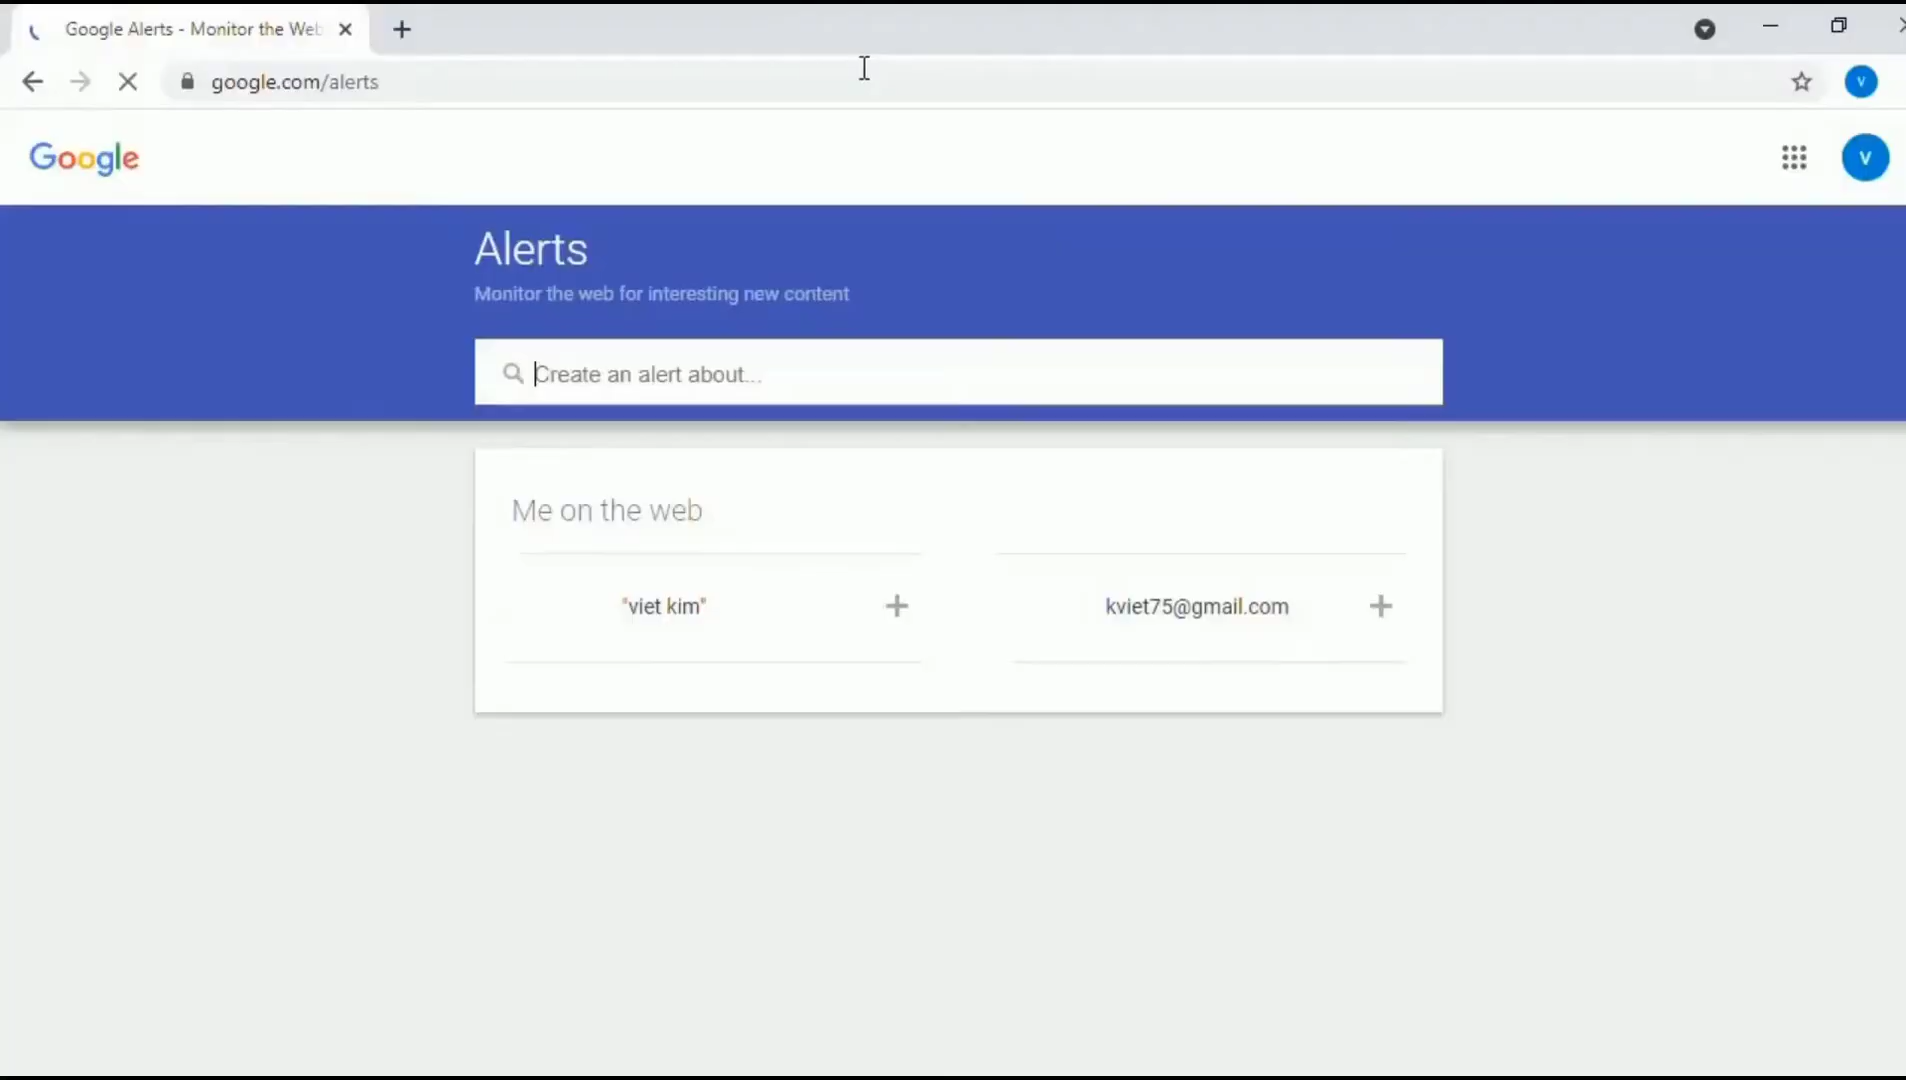 Google Alerts - Monitor the Web
google.com/alerts
V
Google
V
Alerts
Monitor the web for interesting new content
Create an alert about...
Me on the web
"viet kim"
kviet75@gmail.com